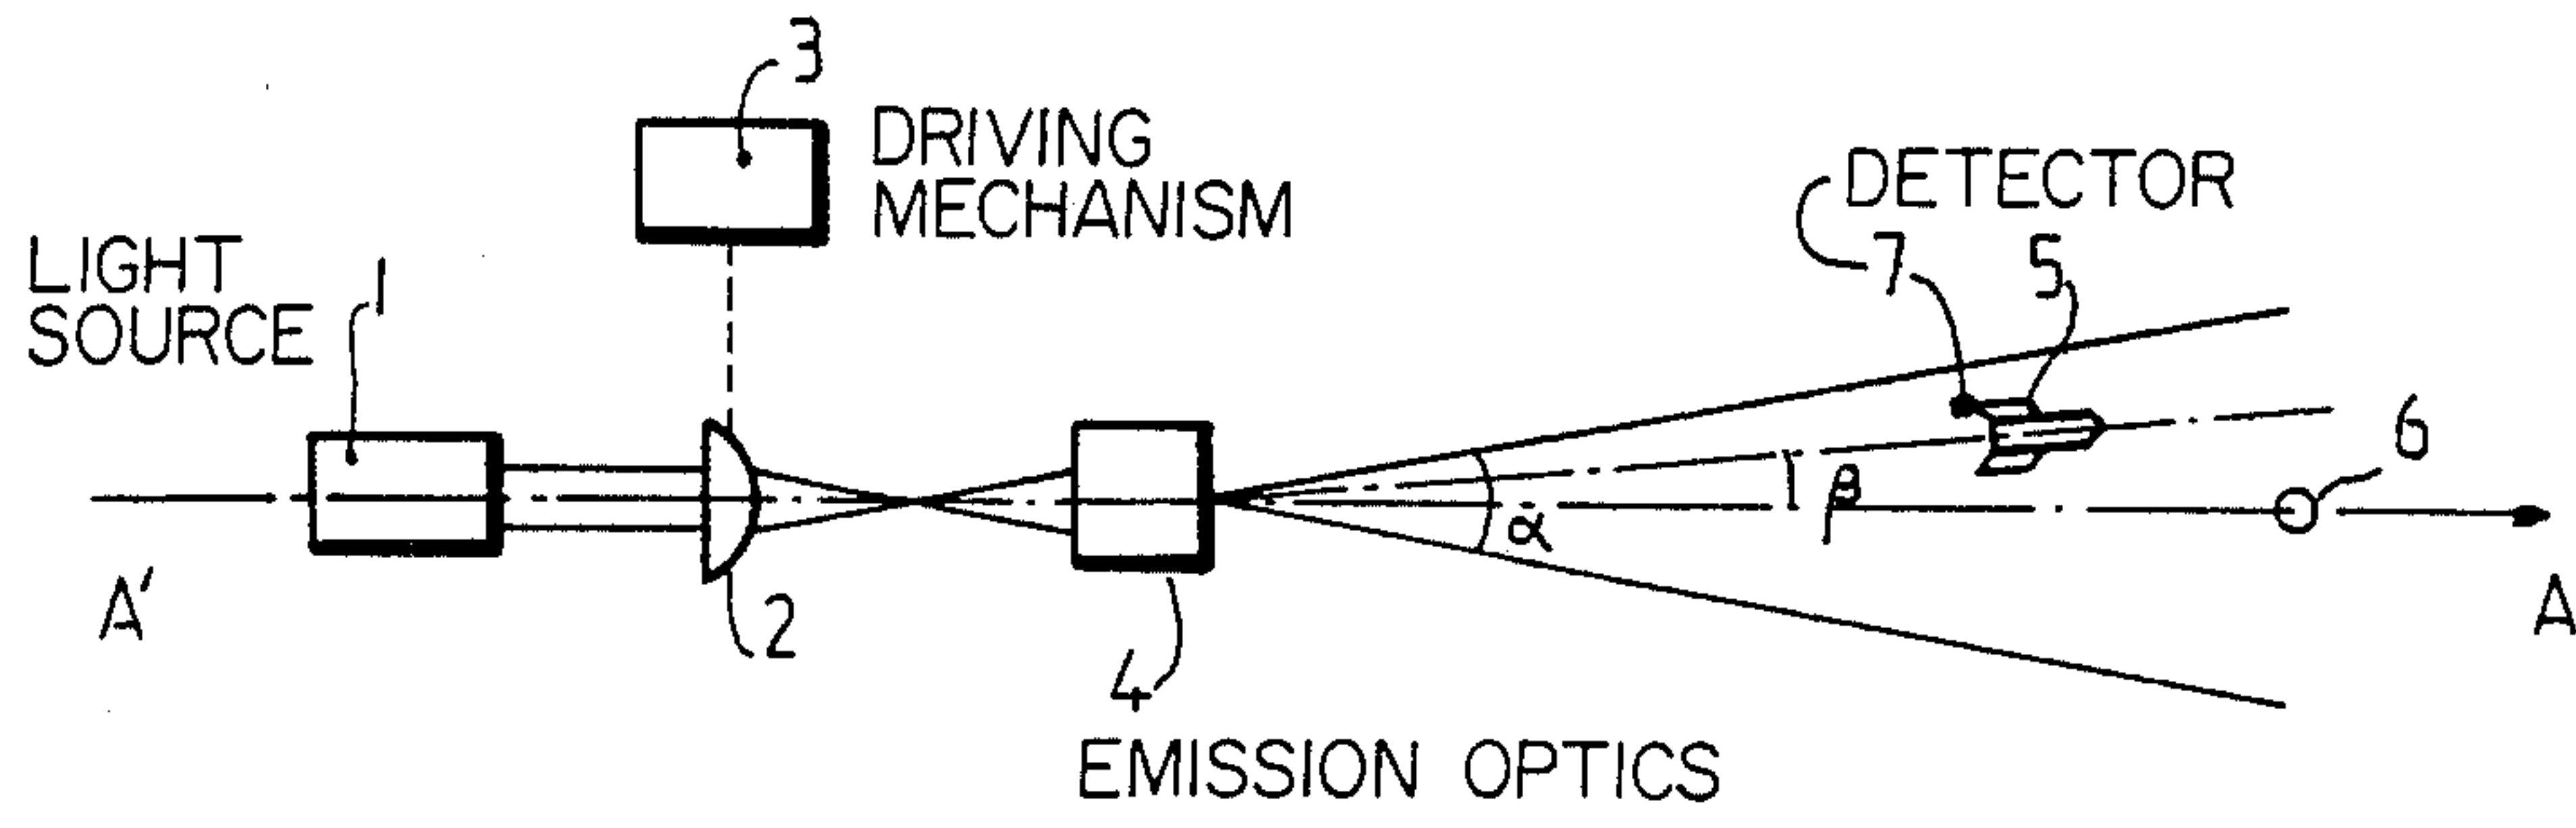 3
DRIVING
MECHANISM
DETECTOR
LIGHT
SOURCE
1
7
5
6
β
α
A'
2
A
4
EMISSION OPTICS